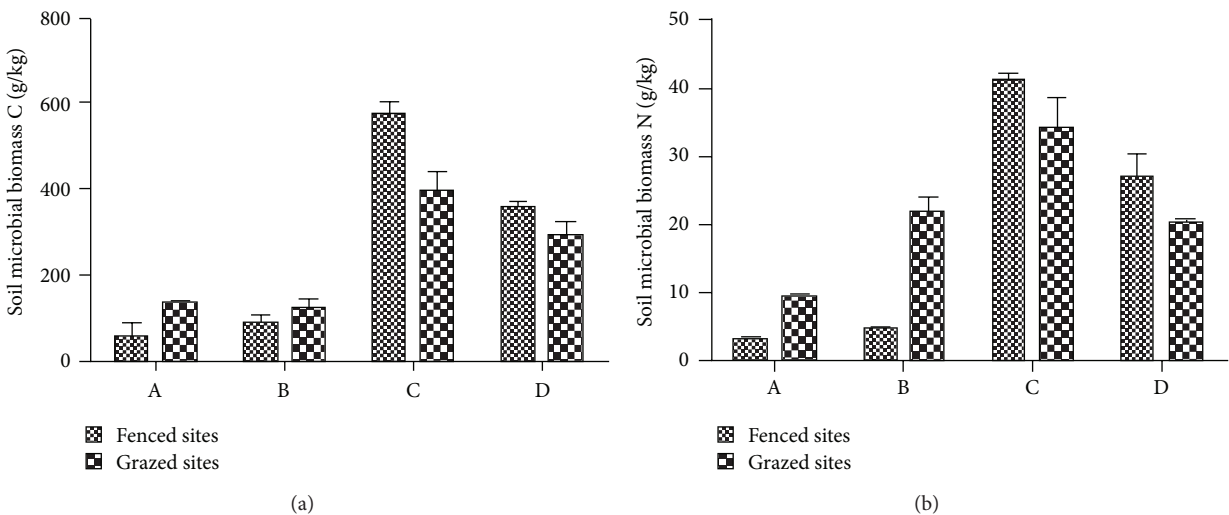 Soil microbial biomass C (g/kg)
800
600
400
200
0
A B C D
Fenced sites
Grazed sites
(a)
Soil microbial biomass N (g/kg)
50
40
30
20
10
0
A B C D
Fenced sites
Grazed sites
(b)